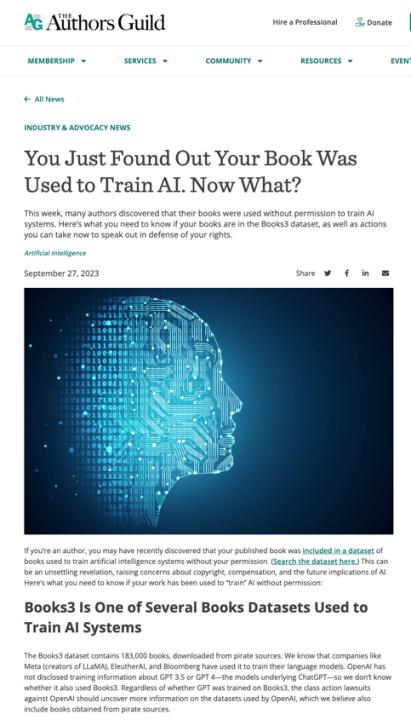 AG THE
Authors Guild
Hire a Professional
Donate
MEMBERSHIP
SERVICES
COMMUNITY
RESOURCES
EVENT
← All News
INDUSTRY & ADVOCACY NEWS
You Just Found Out Your Book Was
Used to Train AI. Now What?
This week, many authors discovered that their books were used without permission to train AI
systems. Here's what you need to know if your books are in the Books3 dataset, as well as actions
you can take now to speak out in defense of your rights.
Artificial Intelligence
September 27, 2023
Share
If you're an author, you may have recently discovered that your published book was included in a dataset of
books used to train artificial intelligence systems without your permission. (Search the dataset here.) This can
be an unsettling revelation, raising concerns about copyright, compensation, and the future implications of AI.
Here's what you need to know if your work has been used to "train" AI without permission:
Books3 Is One of Several Books Datasets Used to
Train AI Systems
The Books3 dataset contains 183,000 books, downloaded from pirate sources. We know that companies like
Meta (creators of LLaMA), EleutherAI, and Bloomberg have used it to train their language models. OpenAI has
not disclosed training information about GPT 3.5 or GPT 4—the models underlying ChatGPT—so we don't know
whether it also used Books3. Regardless of whether GPT was trained on Books3, the class action lawsuits
against OpenAI should uncover more information on the datasets used by OpenAI, which we believe also
include books obtained from pirate sources.